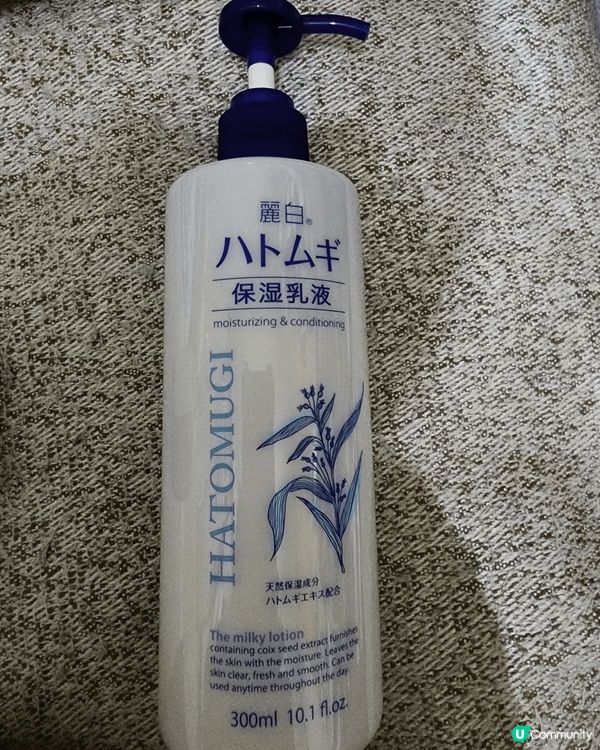 麗白®
ハトムギ
保湿乳液
moisturizing & conditioning
HATOMUGI
天然保湿成分
ハトムギエキス配合
The milky lotion
containing coix seed extract furnishes
the skin with the moisture. Leaves the
skin clear, fresh and smooth. Can be
used anytime throughout the day.
300ml 10.1 fl.oz.
U Community